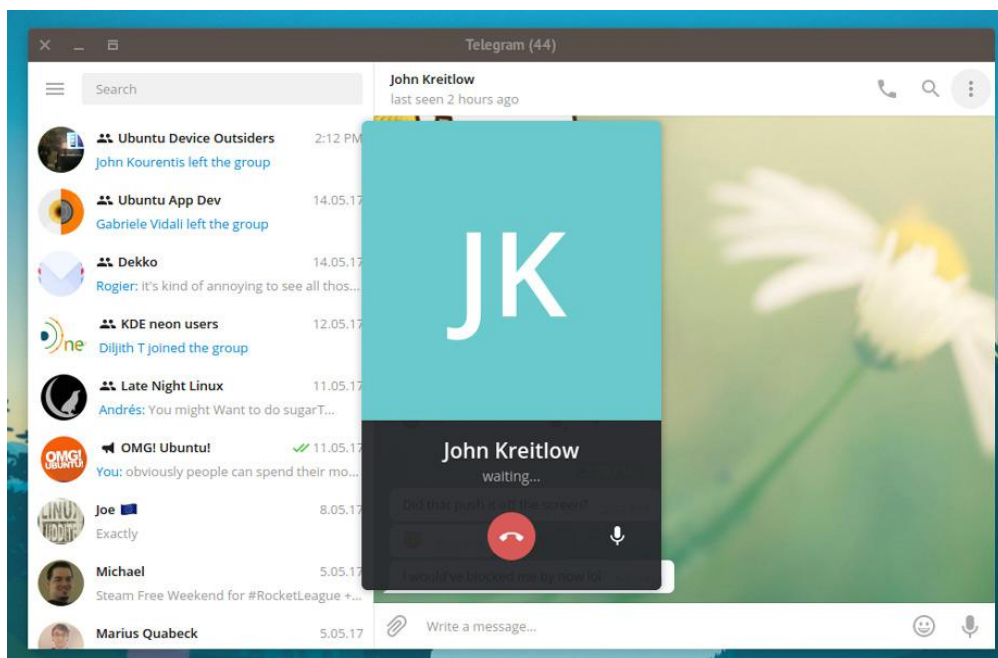 Telegram (44)
Search
Ubuntu Device Outsiders 2:12 PM
John Kourentis left the group
Ubuntu App Dev 14.05.17
Gabriele Vidali left the group
Dekko 14.05.17
Rogier: it's kind of annoying to see all thos...
KDE neon users 12.05.17
ne
Diljith T joined the group
Late Night Linux 11.05.17
Andrés: You might Want to do sugarT...
OMG! Ubuntu! 11.05.17
OMG!
UBUNTU!
You: obviously people can spend their mo...
Joe 8.05.17
LINUX
Exactly
Michael 5.05.17
Steam Free Weekend for #RocketLeague +...
Marius Quabeck 5.05.17
John Kreitlow
last seen 2 hours ago
JK
John Kreitlow
waiting...
Did that push it off the screen?
I would've blocked me by now lol
Write a message...